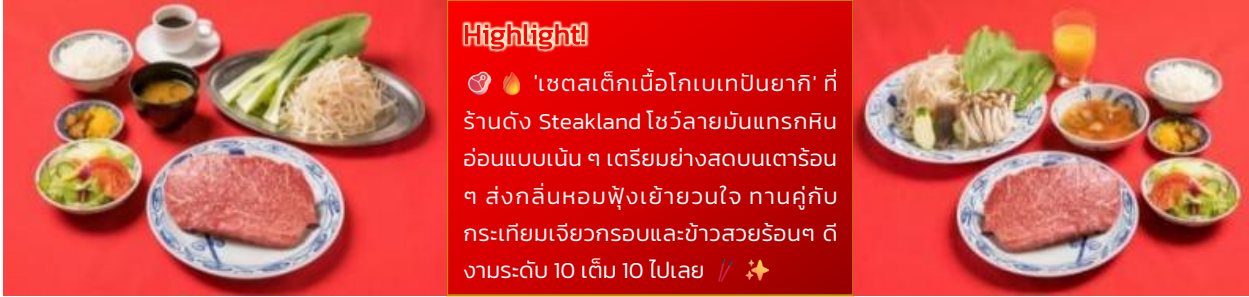 Highlight!
🥩 🔥 'เซตสเต็กเนื้อโกเบเทปันยากิ' ที่
ร้านดัง Steakland โชว์ลายมันแทรกหิน
อ่อนแบบเน้น ๆ เตรียมย่างสดบนเตาร้อน
ๆ ส่งกลิ่นหอมฟุ้งเย้ายวนใจ ทานคู่กับ
กระเทียมเจียวกรอบและข้าวสวยร้อนๆ ดี
งามระดับ 10 เต็ม 10 ไปเลย 🥢 ✨